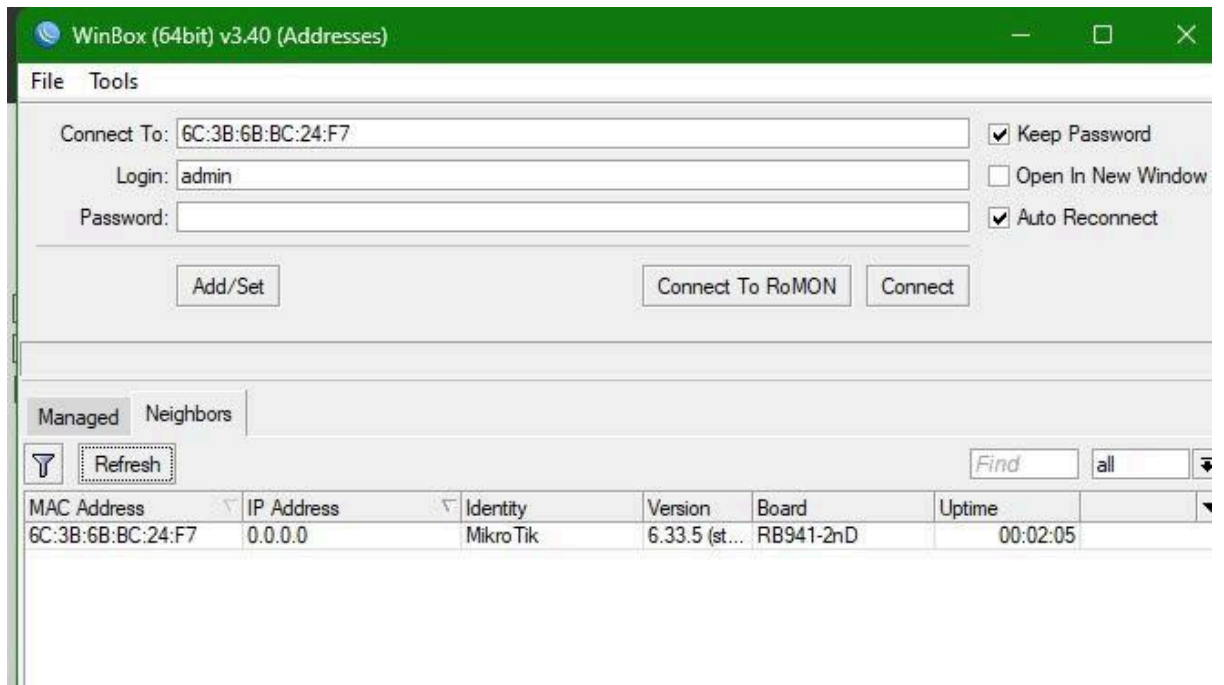 WinBox (64bit) v3.40 (Addresses)
File Tools
Connect To: 6C:3B:6B:BC:24:F7 Keep Password
Login: admin Open In New Window
Password: Auto Reconnect
Add/Set Connect To RoMON Connect
Managed Neighbors
Refresh Find all
MAC Address IP Address Identity Version Board Uptime
6C:3B:6B:BC:24:F7 0.0.0.0 MikroTik 6.33.5 (st... RB941-2nD 00:02:05